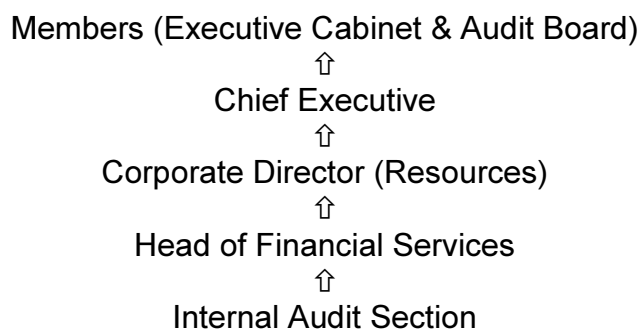 Members (Executive Cabinet & Audit Board)
⇧
Chief Executive
⇧
Corporate Director (Resources)
⇧
Head of Financial Services
⇧
Internal Audit Section